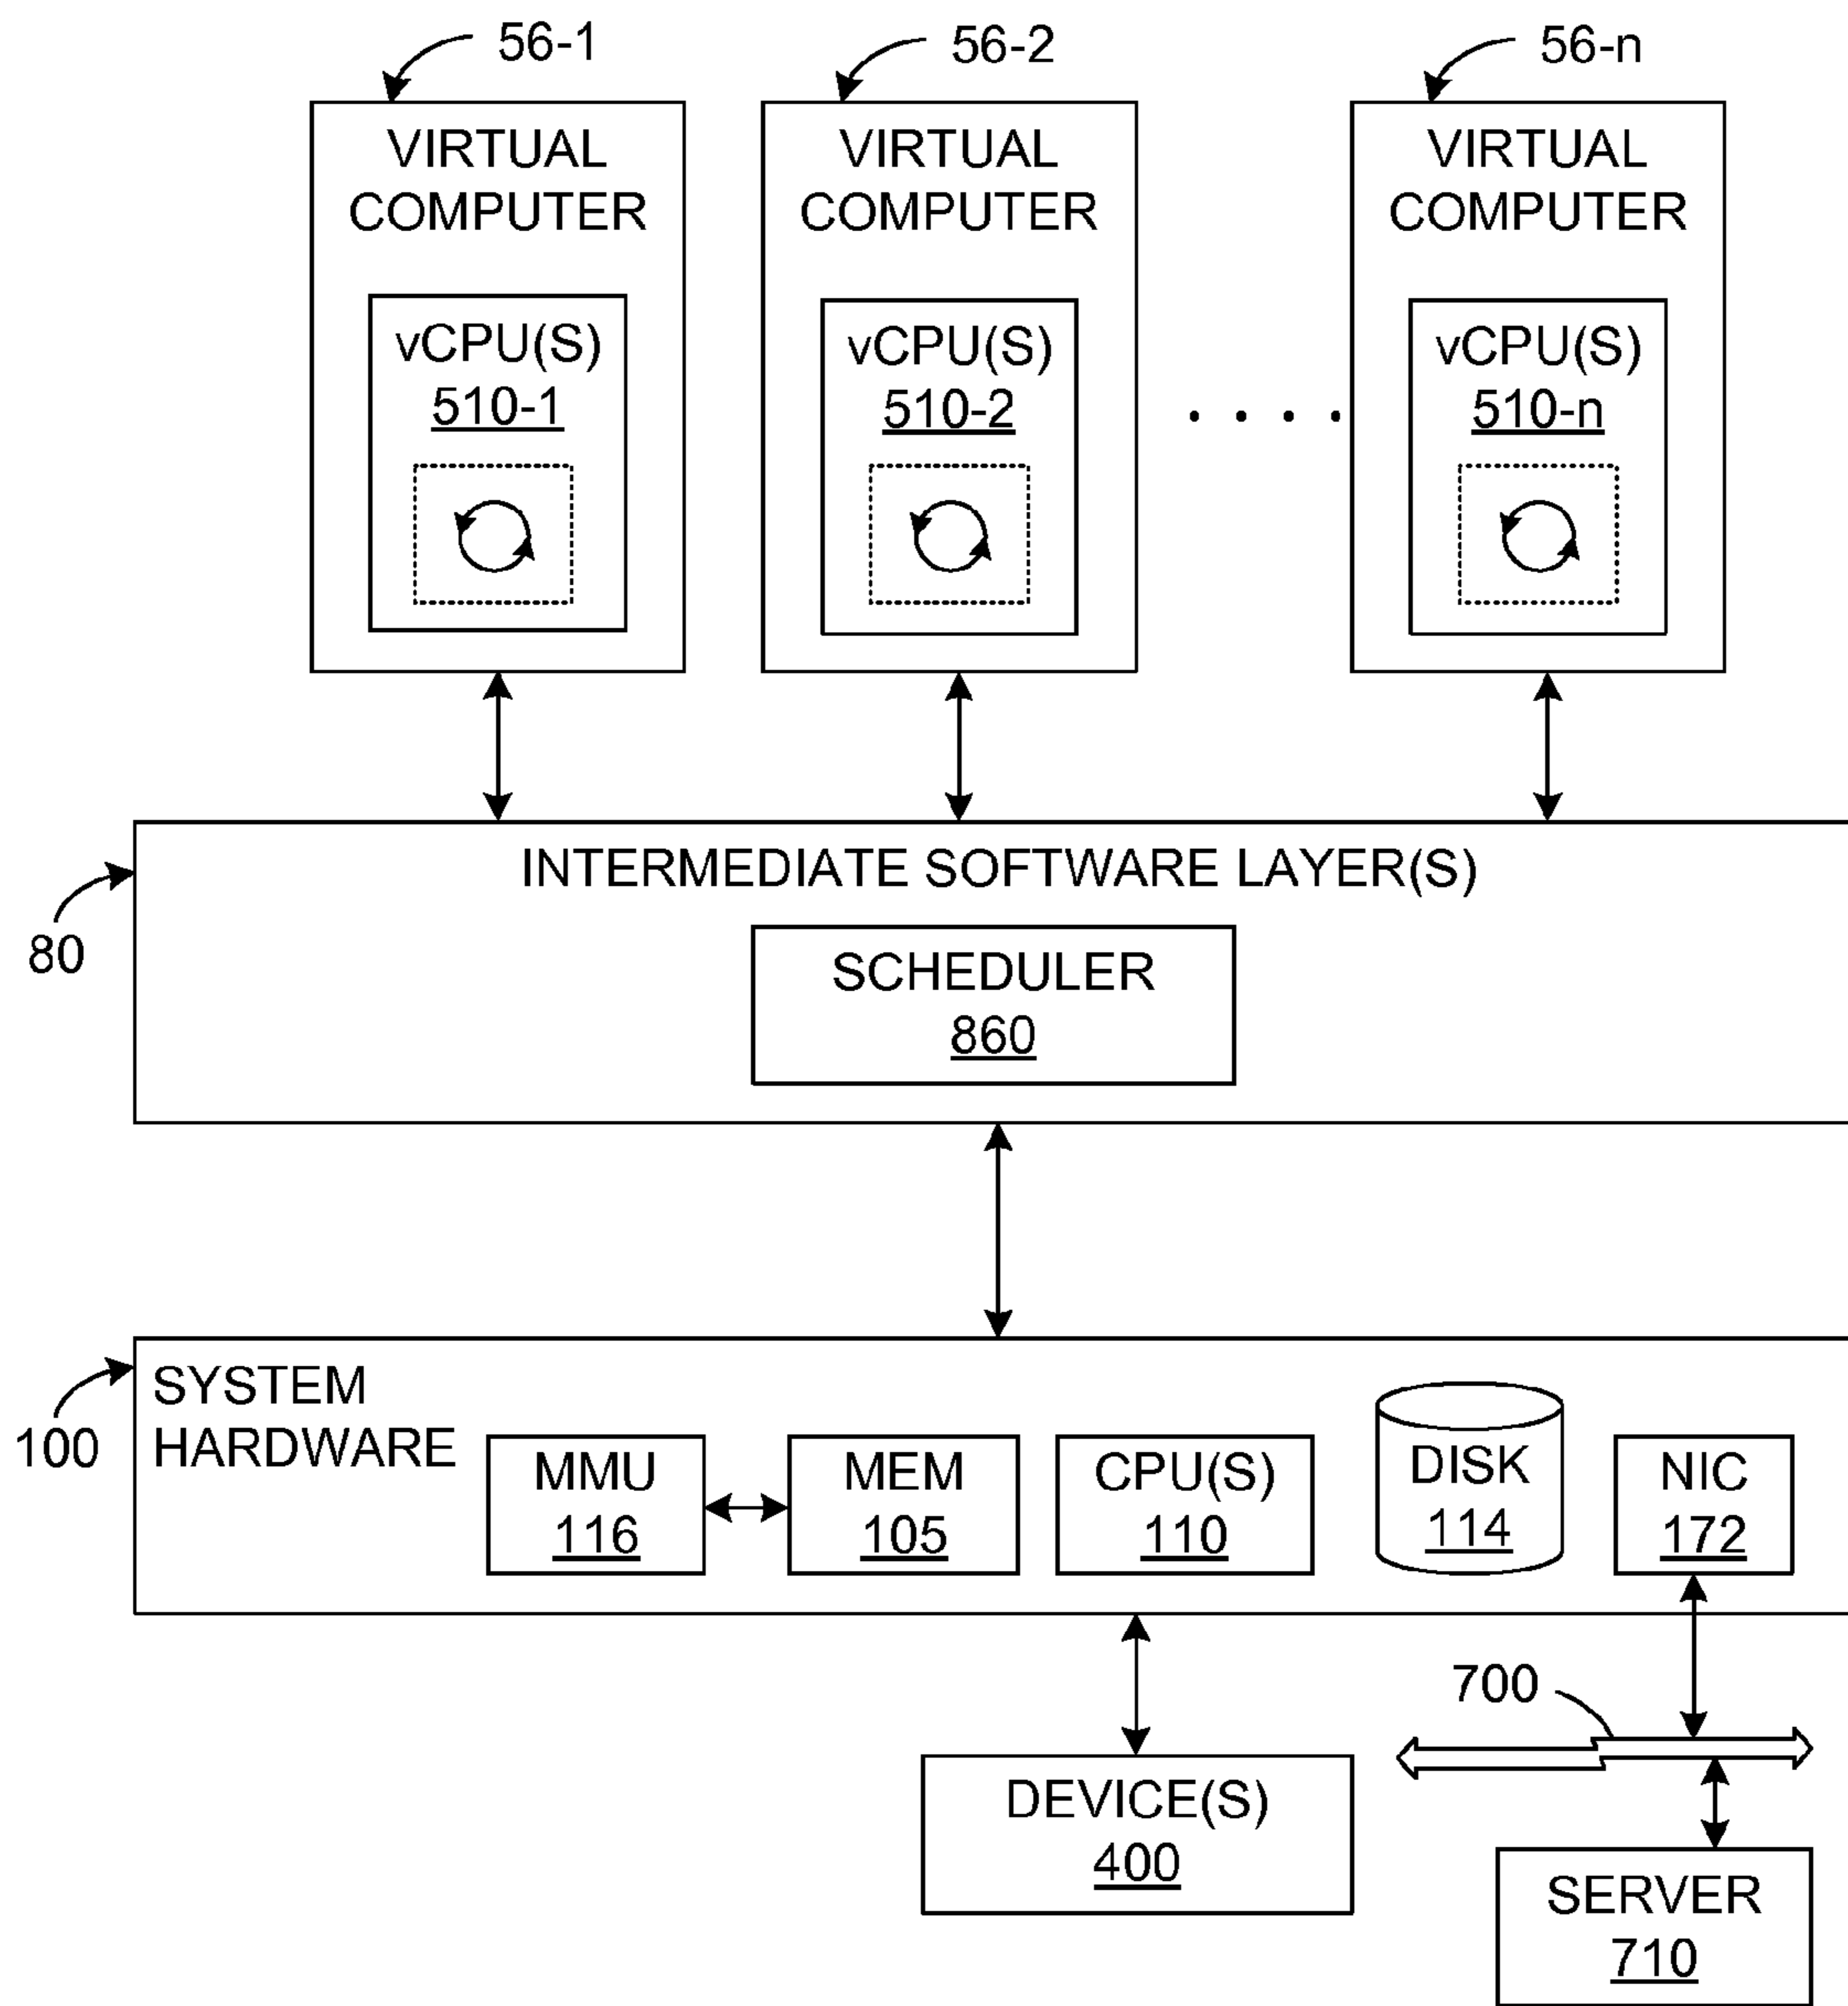 56-1
56-2
56-n
VIRTUAL
COMPUTER
vCPU(S)
510-1
VIRTUAL
COMPUTER
vCPU(S)
510-2
. . . .
VIRTUAL
COMPUTER
vCPU(S)
510-n
80
INTERMEDIATE SOFTWARE LAYER(S)
SCHEDULER
860
100
SYSTEM
HARDWARE
MMU
116
MEM
105
CPU(S)
110
DISK
114
NIC
172
700
DEVICE(S)
400
SERVER
710